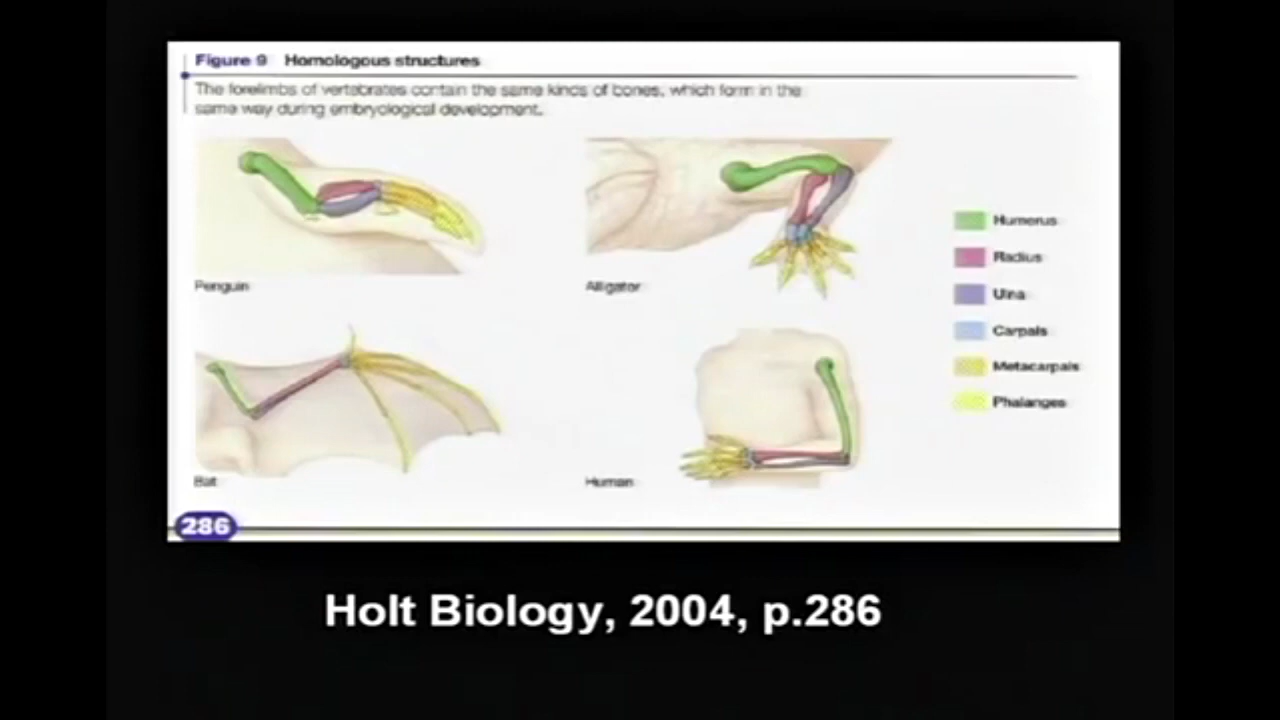 Figure 9 Homologous structures
The forelimbs of vertebrates contain the same kinds of bones, which form in the
same way during embryological development.
Penguin
Alligator
Humerus
Radius
Ulna
Carpals
Metacarpals
Phalanges
Bat
Human
286
Holt Biology, 2004, p.286